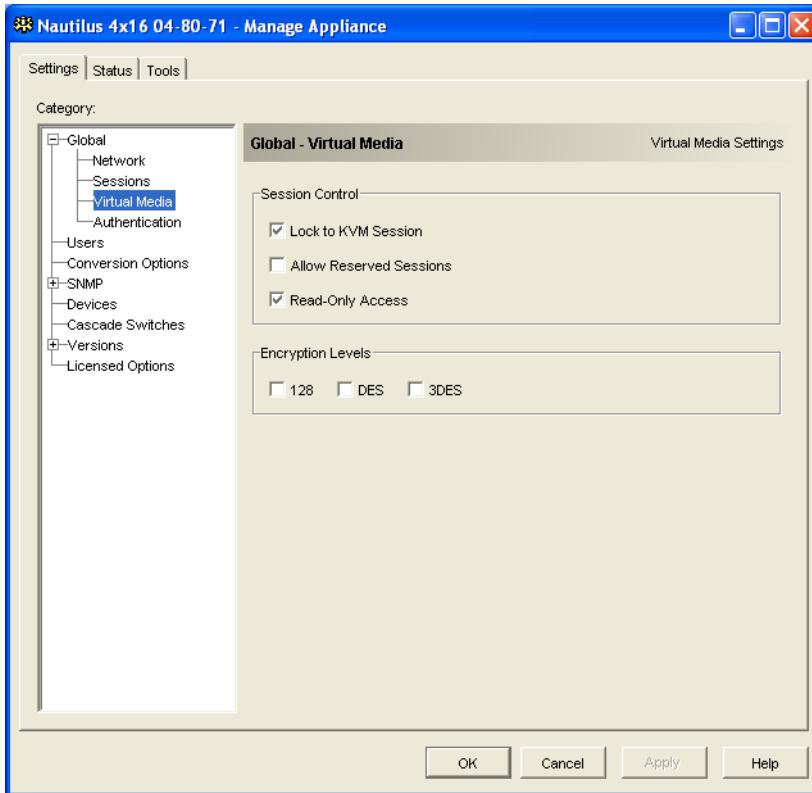 Nautilus 4x16 04-80-71 - Manage Appliance
Settings Status Tools
Category:
Global
Network
Sessions
Virtual Media
Authentication
Users
Conversion Options
SNMP
Devices
Cascade Switches
Versions
Licensed Options
Global - Virtual Media Virtual Media Settings
Session Control
Lock to KVM Session
Allow Reserved Sessions
Read-Only Access
Encryption Levels
128 DES 3DES
OK Cancel Apply Help